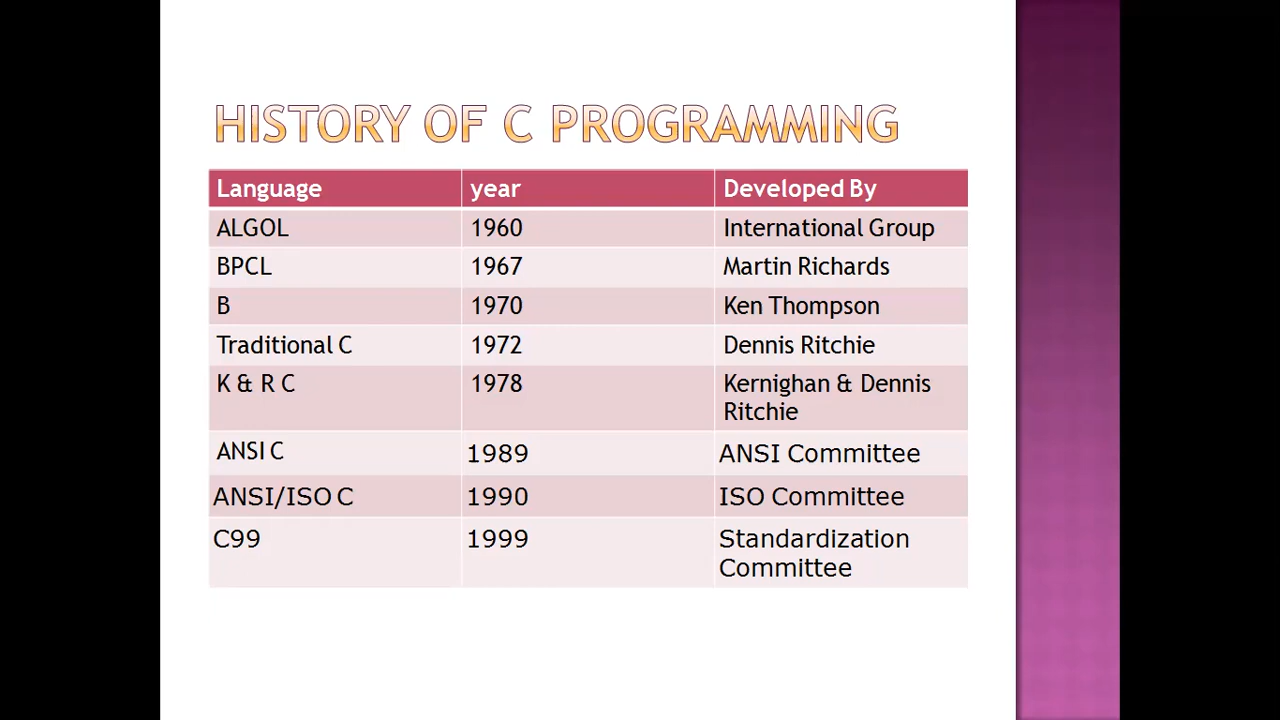 HISTORY OF C PROGRAMMING
Language year Developed By
ALGOL 1960 International Group
BPCL 1967 Martin Richards
B 1970 Ken Thompson
Traditional C 1972 Dennis Ritchie
K & R C 1978 Kernighan & Dennis
Ritchie
ANSI C 1989 ANSI Committee
ANSI/ISO C 1990 ISO Committee
C99 1999 Standardization
Committee